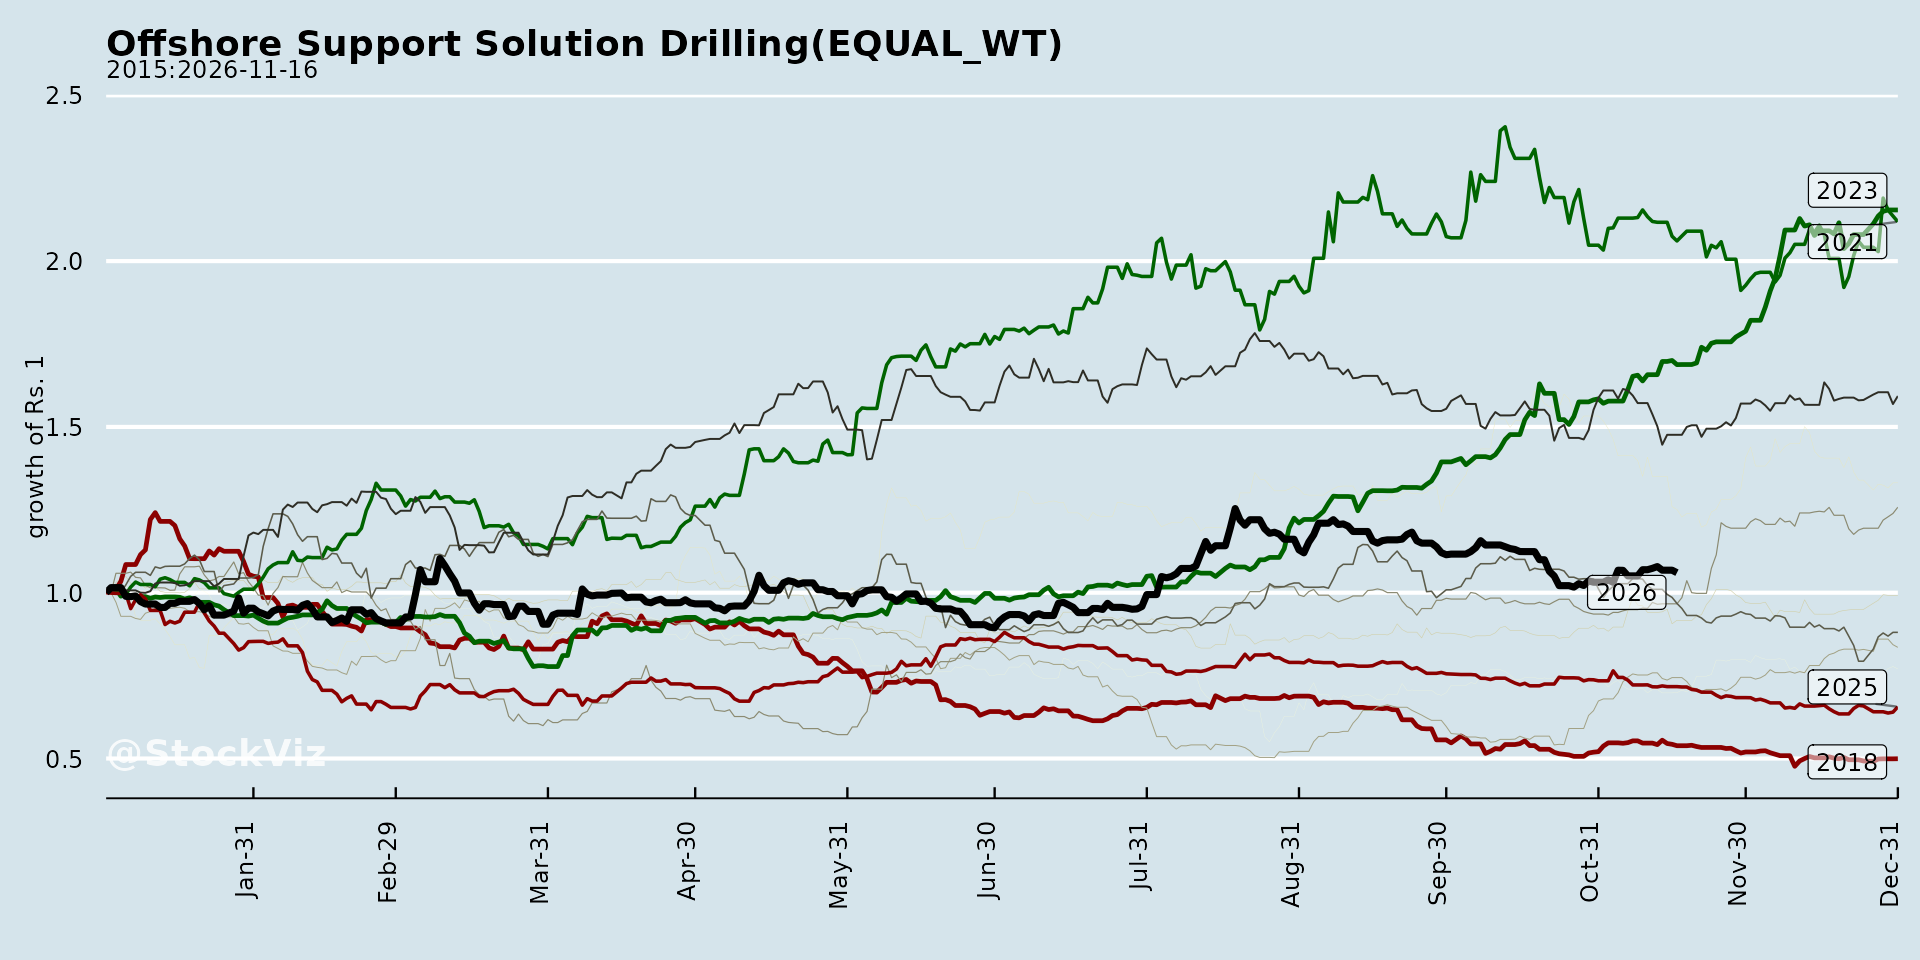 Offshore Support Solution Drilling(EQUAL_WT)
2015:2026-11-16
growth of Rs. 1
2.5
2.0
1.5
1.0
0.5
2023
2021
2026
2025
2018
@StockViz
Jan-31
Feb-29
Mar-31
Apr-30
May-31
Jun-30
Jul-31
Aug-31
Sep-30
Oct-31
Nov-30
Dec-31